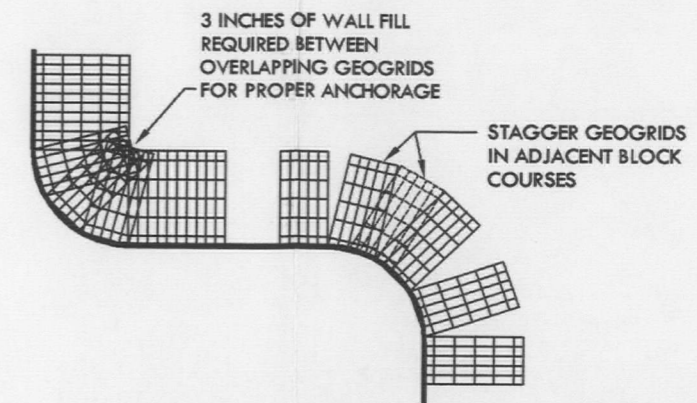 3 INCHES OF WALL FILL
REQUIRED BETWEEN
OVERLAPPING GEOGRIDS
FOR PROPER ANCHORAGE
STAGGER GEOGRIDS
IN ADJACENT BLOCK
COURSES